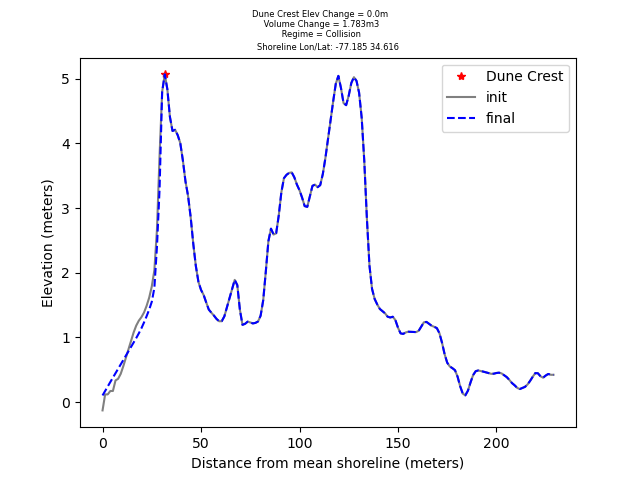 Dune Crest Elev Change = 0.0m
Volume Change = 1.783m3
Regime = Collision
Shoreline Lon/Lat: -77.185 34.616
Dune Crest
init
final
5
4
3
2
1
0
Elevation (meters)
0
50
100
150
200
Distance from mean shoreline (meters)